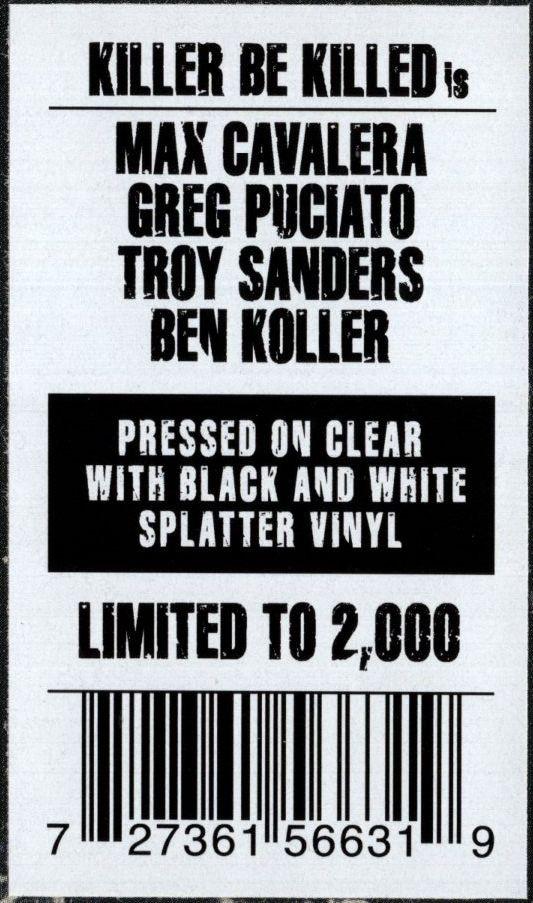 KILLER BE KILLED is
MAX CAVALERA
GREG PUCIATO
TROY SANDERS
BEN KOLLER
PRESSED ON CLEAR
WITH BLACK AND WHITE
SPLATTER VINYL
LIMITED TO 2,000
7 27361 56631 9